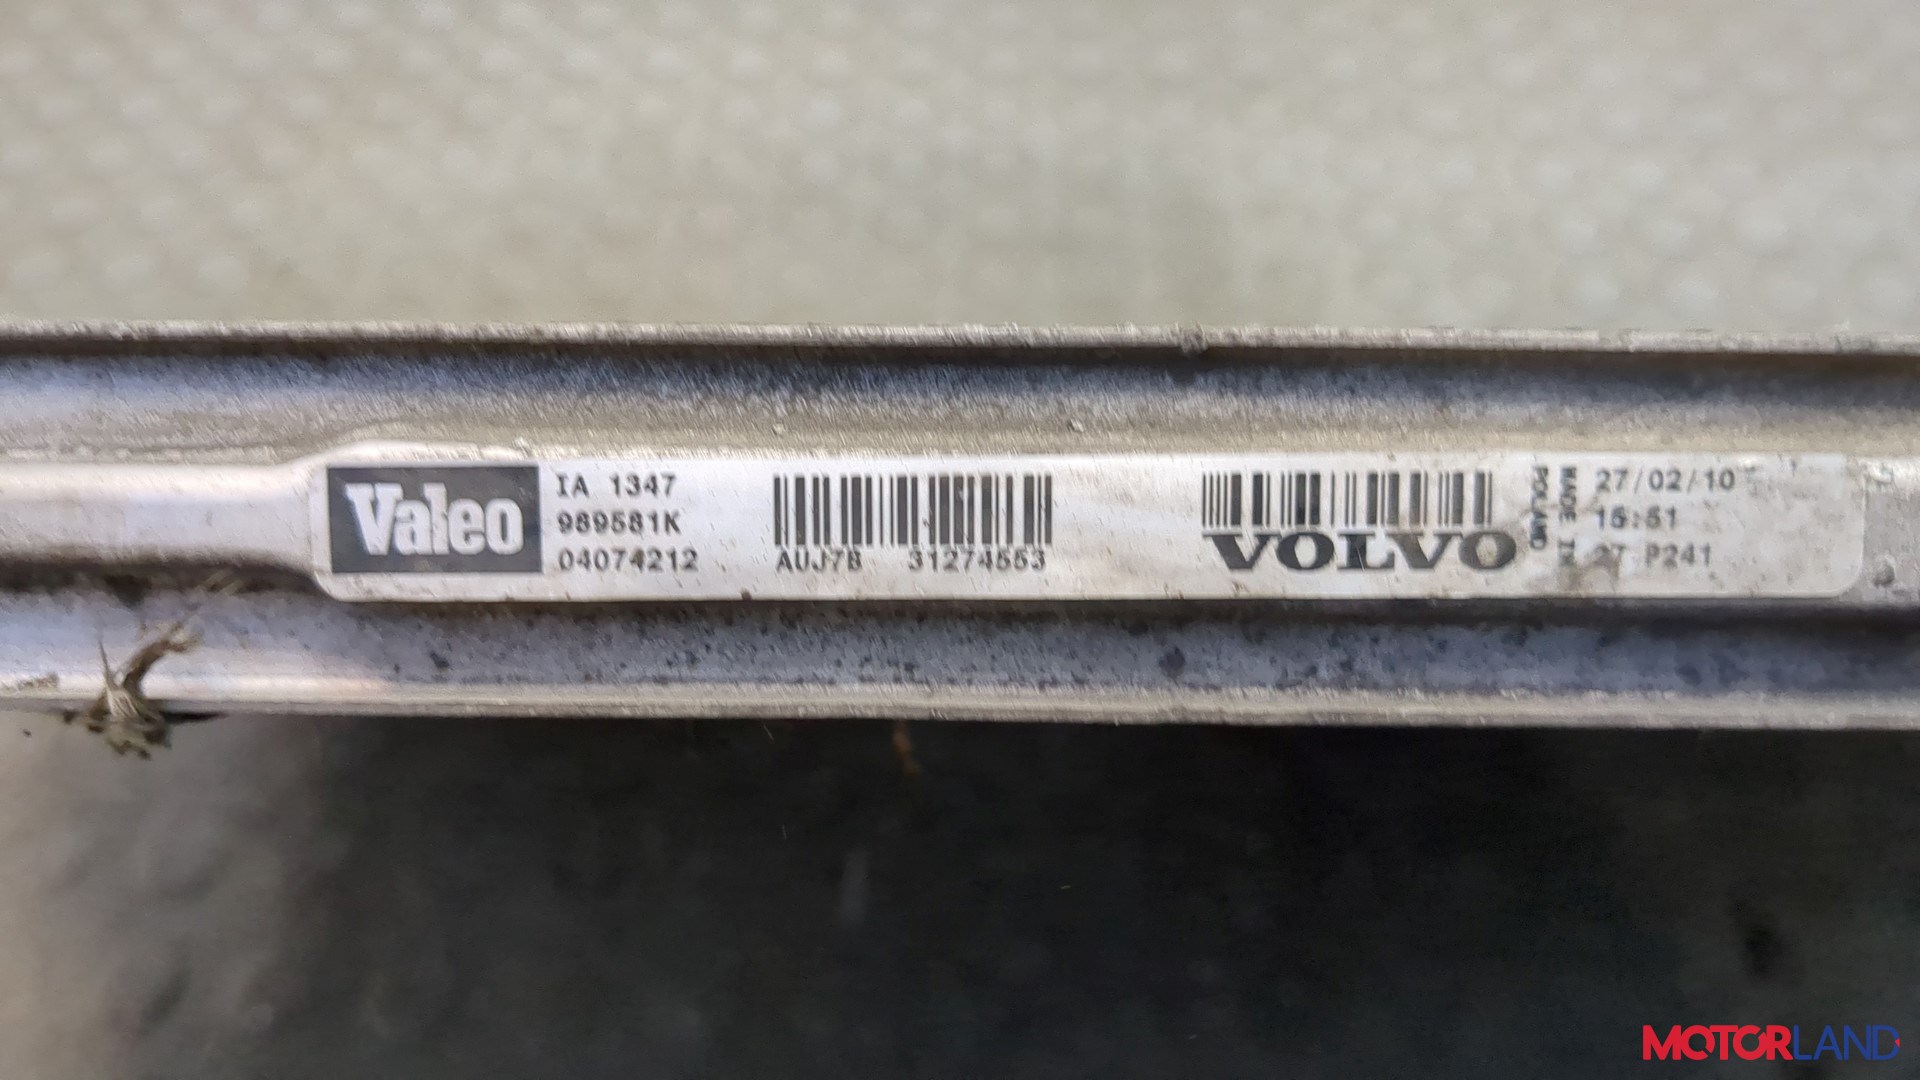 Valeo
IA 1347
989581K
04074212
AUJ7B 31274553
VOLVO
MADE IN
POLAND
27/02/10
15:51
P241
MOTORLAND